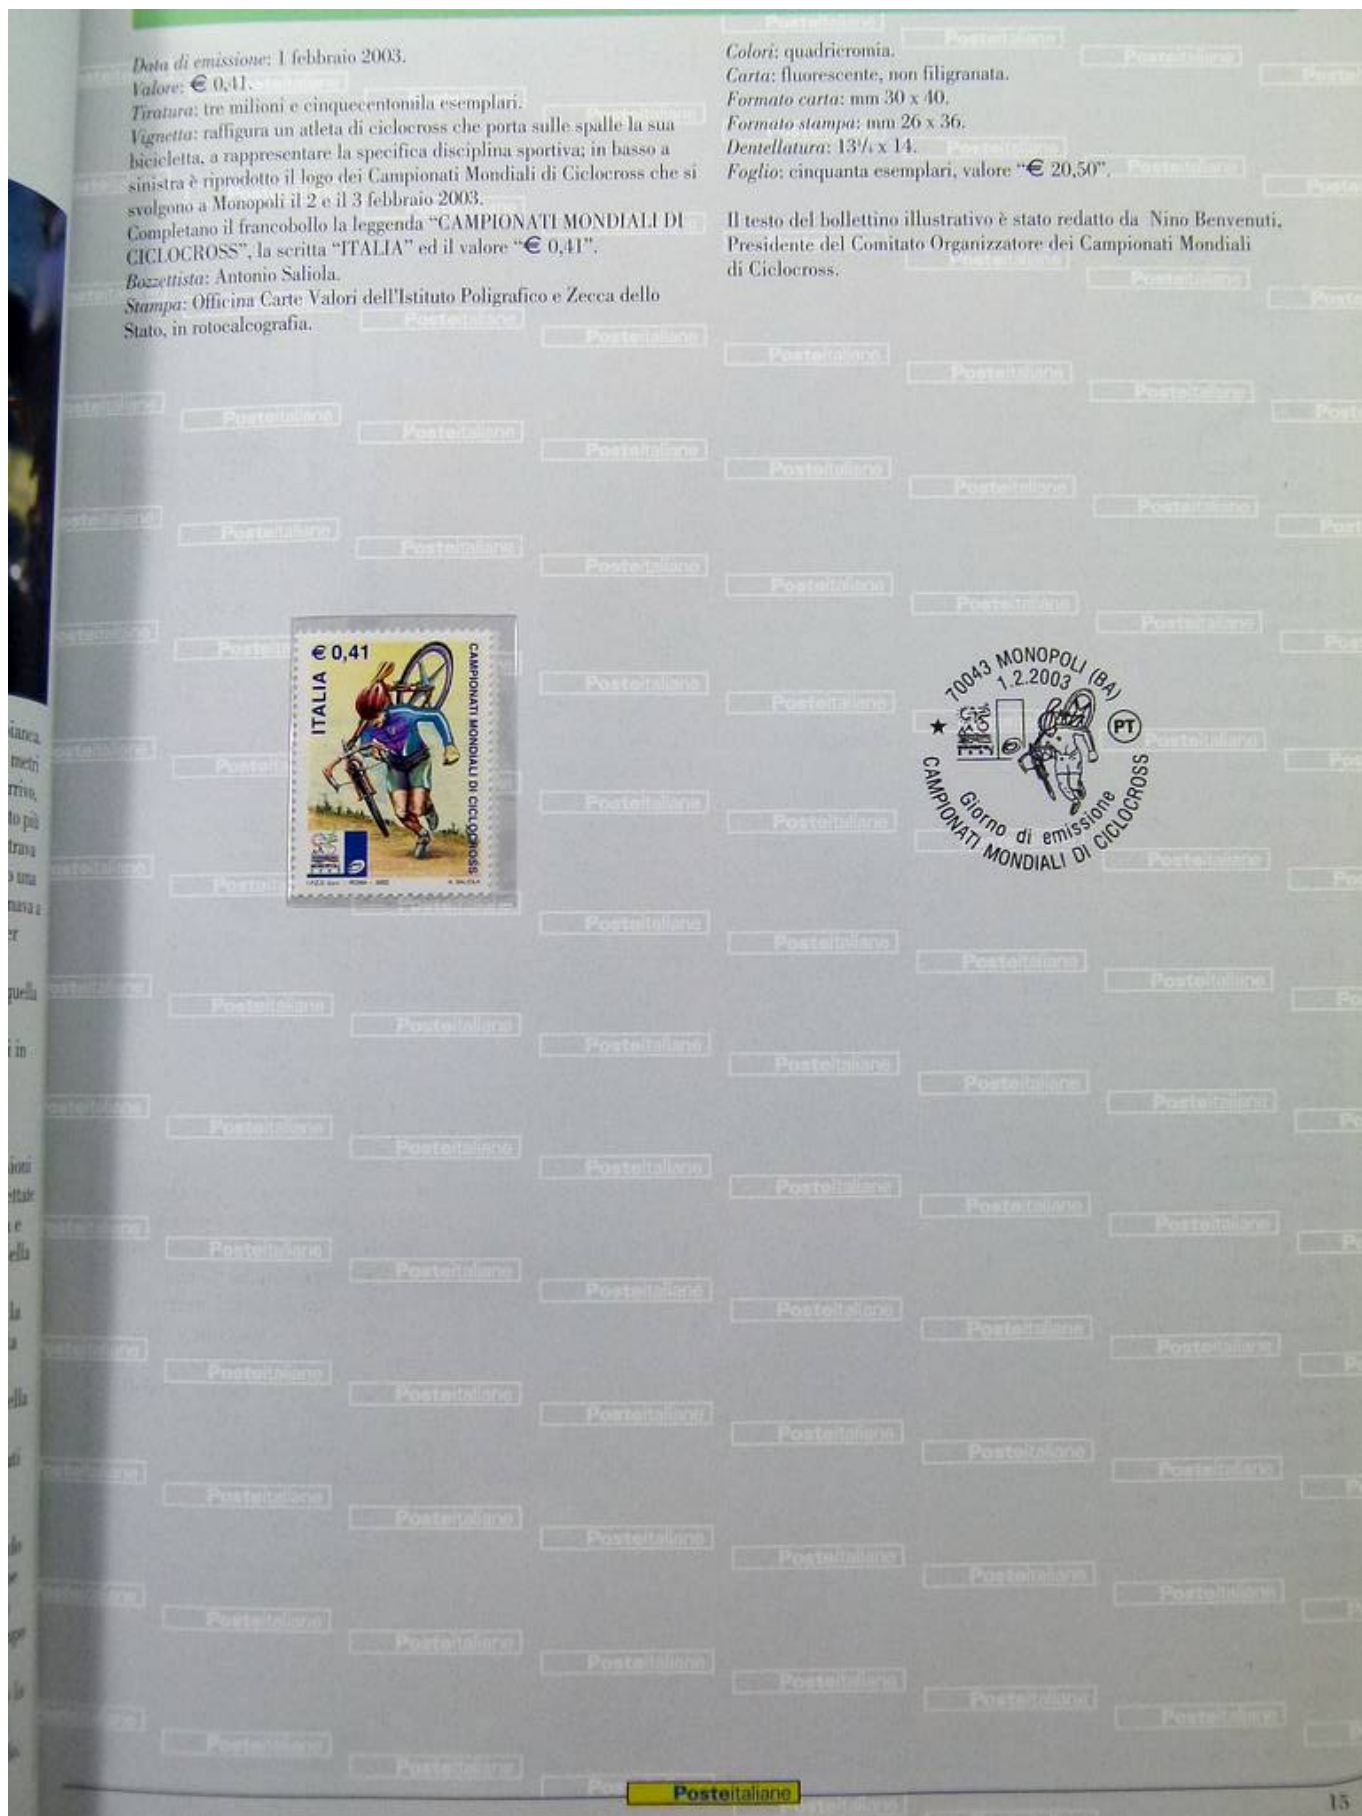 Data di emissione: 1 febbraio 2003.
Valore: € 0,41.
Tiratura: tre milioni e cinquecentomila esemplari.
Vignetta: raffigura un atleta di ciclocross che porta sulle spalle la sua
bicicletta, a rappresentare la specifica disciplina sportiva; in basso a
sinistra è riprodotto il logo dei Campionati Mondiali di Ciclocross che si
svolgono a Monopoli il 2 e il 3 febbraio 2003.
Completano il francobollo la leggenda “CAMPIONATI MONDIALI DI
CICLOCROSS”, la scritta “ITALIA” ed il valore “€ 0,41”.
Bozzettista: Antonio Saliola.
Stampa: Officina Carte Valori dell'Istituto Poligrafico e Zecca dello
Stato, in rotocalcografia.
Colori: quadricromia.
Carta: fluorescente, non filigranata.
Formato carta: mm 30 x 40.
Formato stampa: mm 26 x 36.
Dentellatura: 13¹/₄ x 14.
Foglio: cinquanta esemplari, valore “€ 20,50”.
Il testo del bollettino illustrativo è stato redatto da Nino Benvenuti,
Presidente del Comitato Organizzatore dei Campionati Mondiali
di Ciclocross.
€ 0,41
ITALIA
CAMPIONATI MONDIALI DI CICLOCROSS
70043 MONOPOLI (BA)
1.2.2003
PT
Giorno di emissione
CAMPIONATI MONDIALI DI CICLOCROSS
Posteitaliane
15